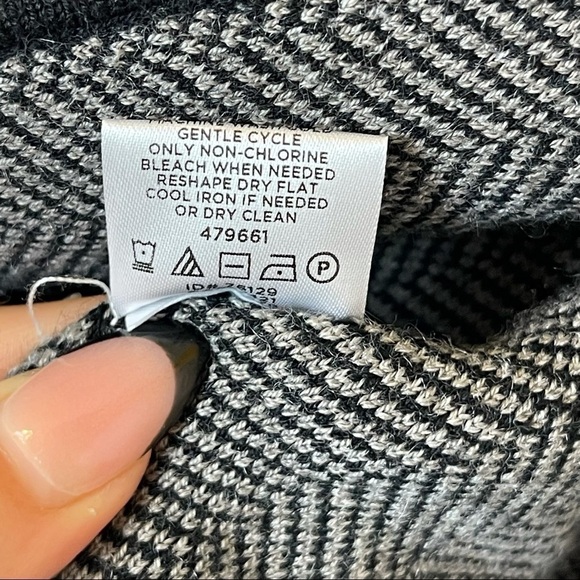 GENTLE CYCLE
ONLY NON-CHLORINE
BLEACH WHEN NEEDED
RESHAPE DRY FLAT
COOL IRON IF NEEDED
OR DRY CLEAN
479661
P